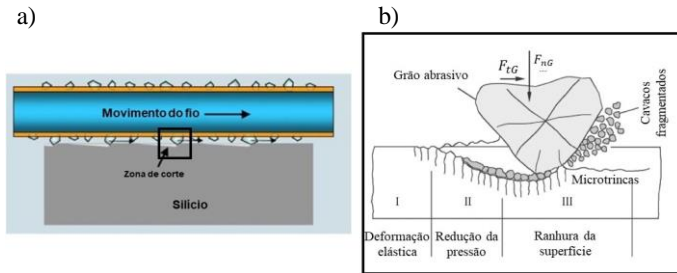 a)
b)
Movimento do fio
Zona de corte
Silício
F_tG
F_nG
Grão abrasivo
Cavacos
fragmentados
Microtrincas
I
II
III
Deformação
elástica
Redução da
pressão
Ranhura da
superfície